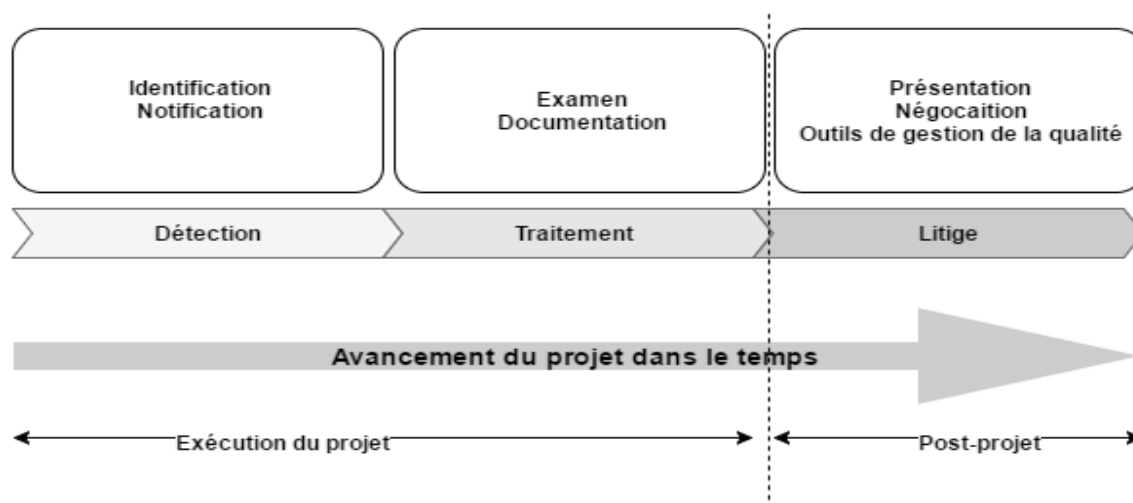 Identification
Notification
Examen
Documentation
Présentation
Négocaition
Outils de gestion de la qualité
Détection
Traitement
Litige
Avancement du projet dans le temps
Exécution du projet
Post-projet